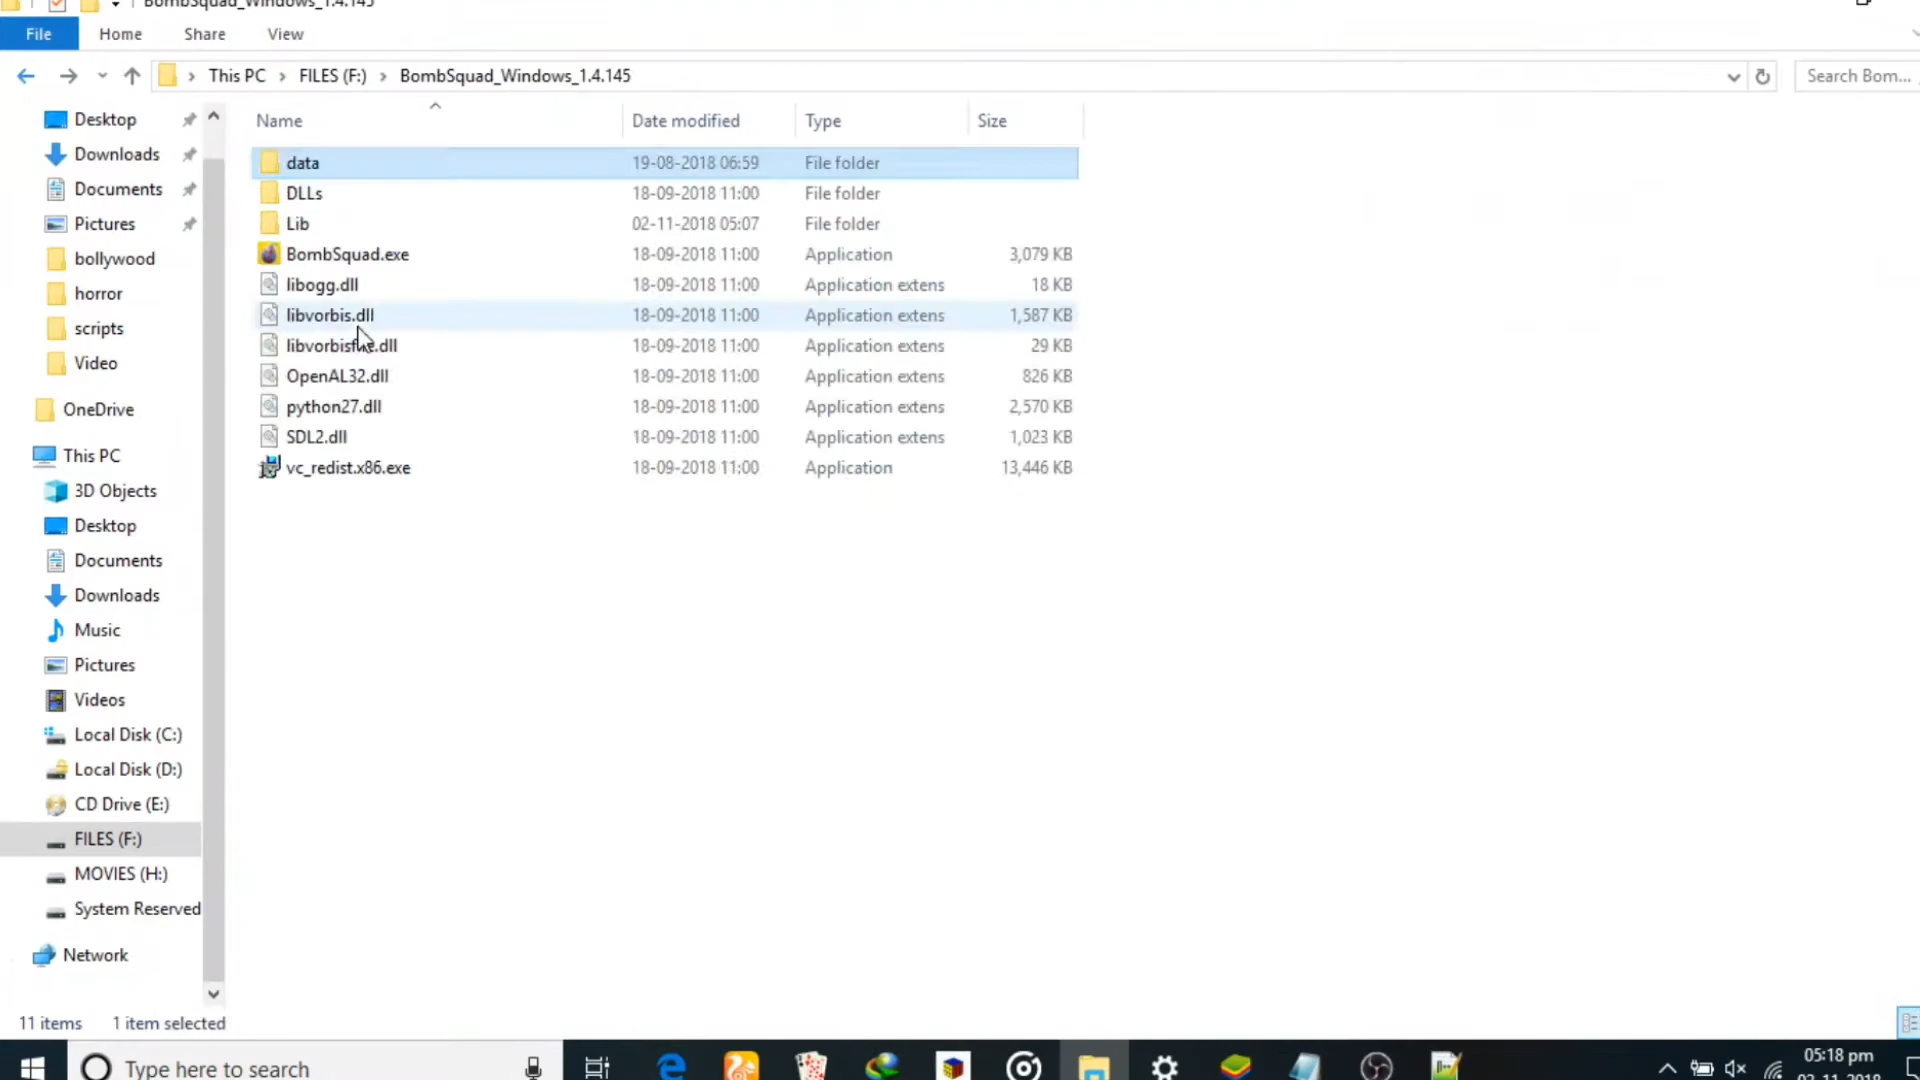 BombSquad_Windows_1.4.145
File Home Share View
This PC FILES (F:) BombSquad_Windows_1.4.145 Search Bom...
Name Date modified Type Size
data 19-08-2018 06:59 File folder
DLLs 18-09-2018 11:00 File folder
Lib 02-11-2018 05:07 File folder
BombSquad.exe 18-09-2018 11:00 Application 3,079 KB
libogg.dll 18-09-2018 11:00 Application extens 18 KB
libvorbis.dll 18-09-2018 11:00 Application extens 1,587 KB
libvorbisfile.dll 18-09-2018 11:00 Application extens 29 KB
OpenAL32.dll 18-09-2018 11:00 Application extens 826 KB
python27.dll 18-09-2018 11:00 Application extens 2,570 KB
SDL2.dll 18-09-2018 11:00 Application extens 1,023 KB
vc_redist.x86.exe 18-09-2018 11:00 Application 13,446 KB
Desktop
Downloads
Documents
Pictures
bollywood
horror
scripts
Video
OneDrive
This PC
3D Objects
Desktop
Documents
Downloads
Music
Pictures
Videos
Local Disk (C:)
Local Disk (D:)
CD Drive (E:)
FILES (F:)
MOVIES (H:)
System Reserved
Network
11 items 1 item selected
Type here to search
05:18 pm